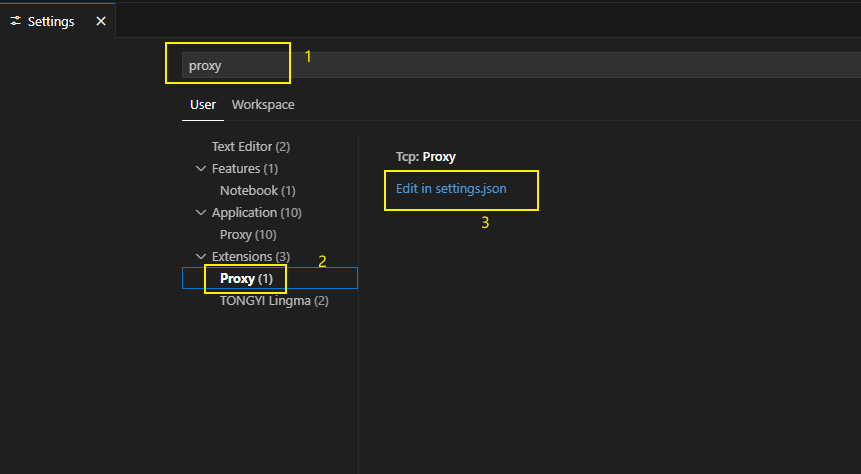 Settings
proxy
1
User Workspace
Text Editor (2)
Features (1)
Notebook (1)
Application (10)
Proxy (10)
Extensions (3)
2
Proxy (1)
TONGYI Lingma (2)
Tcp: Proxy
Edit in settings.json
3